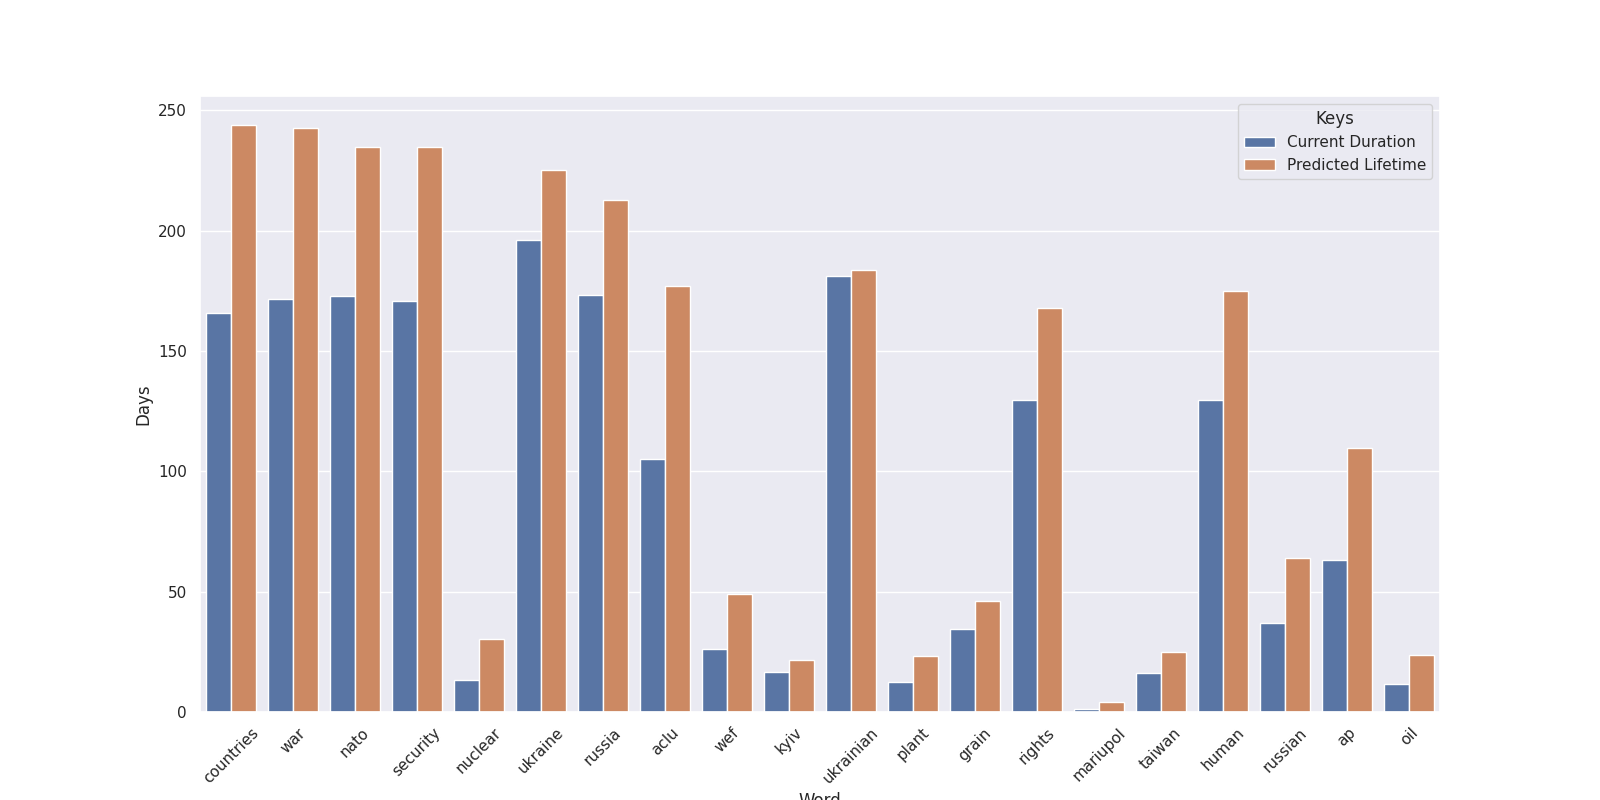 250
200
150
100
50
0
Days
Keys
Current Duration
Predicted Lifetime
countries
war
nato
security
nuclear
ukraine
russia
aclu
wef
kyiv
ukrainian
plant
grain
rights
mariupol
taiwan
human
russian
ap
oil
Word